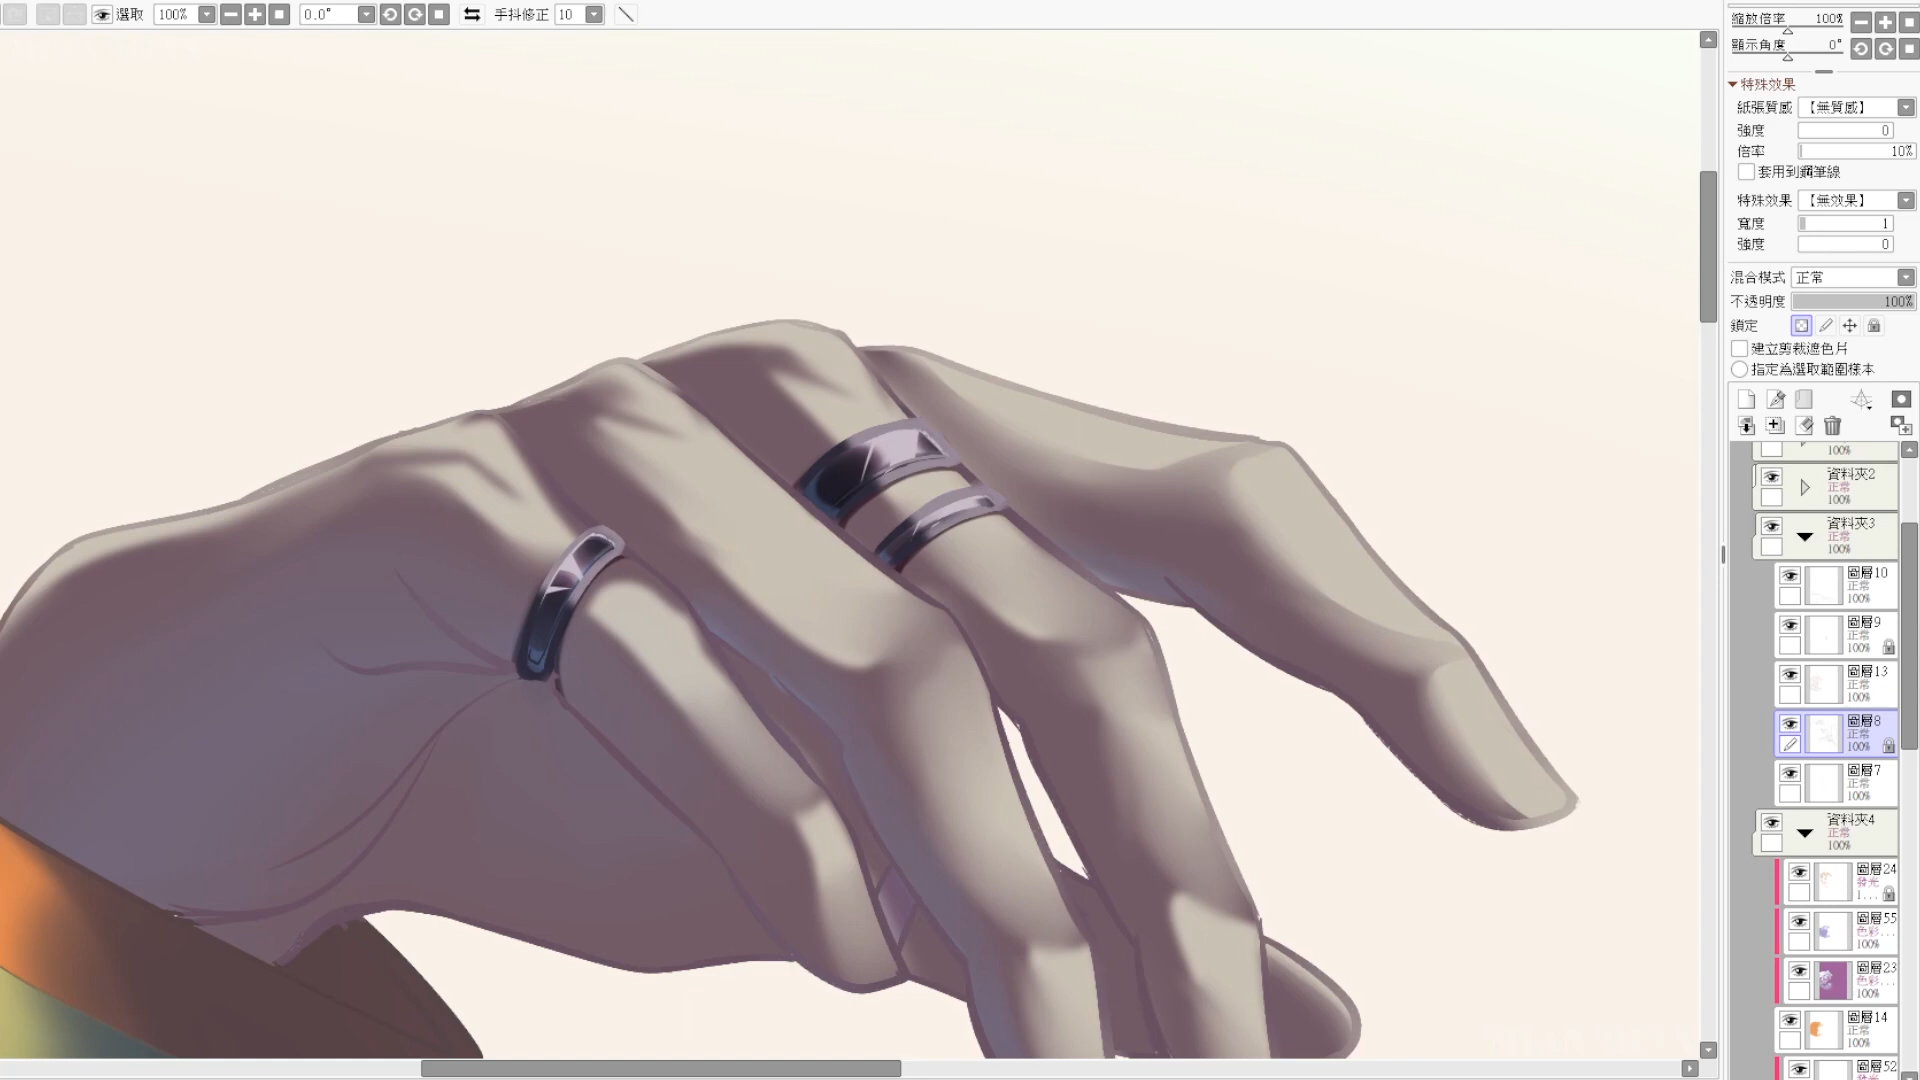 選取 100% 0.0° 手抖修正 10
縮放倍率 100%
顯示角度 0°
特殊效果
紙張質感 【無質感】
強度 0
倍率 10%
套用到鋼筆線
特殊效果 【無效果】
寬度 1
強度 0
混合模式 正常
不透明度 100%
鎖定
建立剪裁遮色片
指定為選取範圍樣本
100%
資料夾2
正常
100%
資料夾3
正常
100%
圖層10
正常
100%
圖層9
正常
100%
圖層13
正常
100%
圖層8
正常
100%
圖層7
正常
100%
資料夾4
正常
100%
圖層24
發光
1...
圖層55
色彩...
100%
圖層23
色彩...
100%
圖層14
正常
100%
圖層52